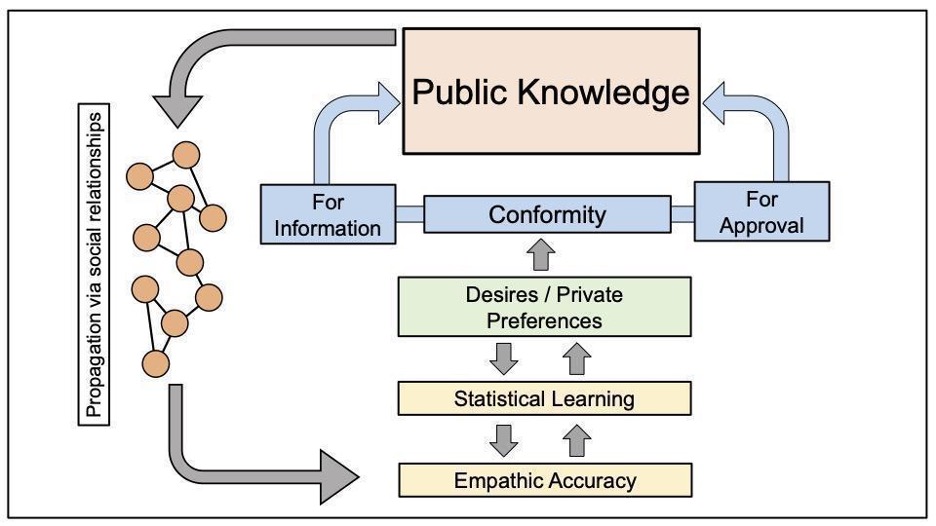 Public Knowledge
Propagation via social relationships
For
Information
Conformity
For
Approval
Desires / Private
Preferences
Statistical Learning
Empathic Accuracy